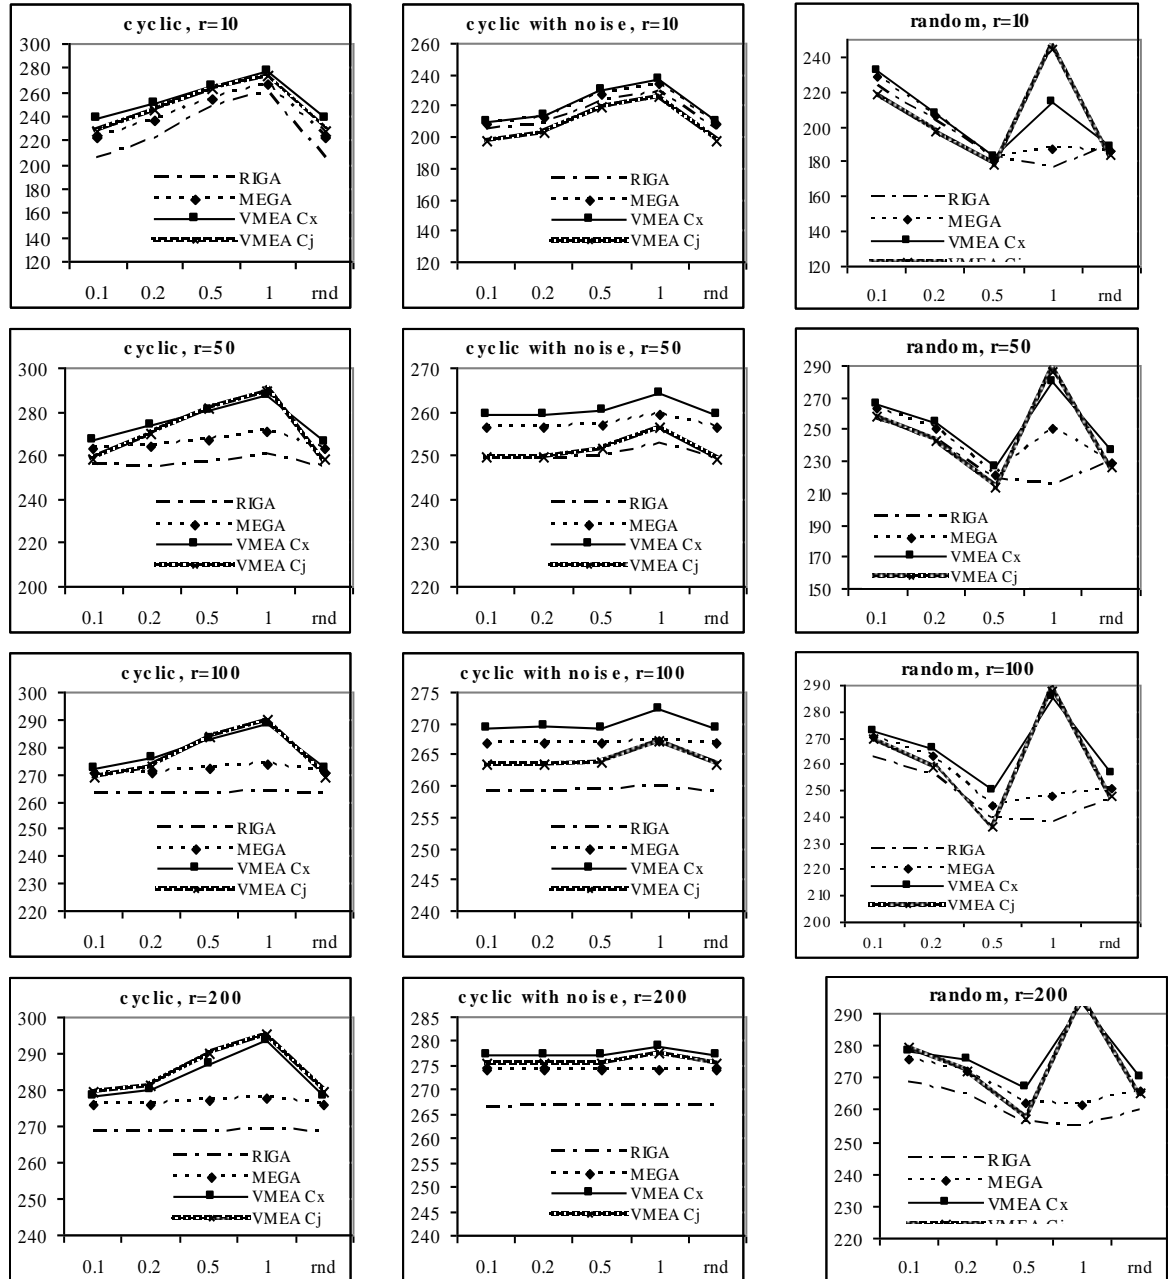 cyclic, r=10
300
280
260
240
220
200
180
160
140
120
RIGA
MEGA
VMEA Cx
VMEA Cj
0.1 0.2 0.5 1 rnd
cyclic with noise, r=10
260
240
220
200
180
160
140
120
RIGA
MEGA
VMEA Cx
VMEA Cj
0.1 0.2 0.5 1 rnd
random, r=10
240
220
200
180
160
140
120
RIGA
MEGA
VMEA Cx
0.1 0.2 0.5 1 rnd
cyclic, r=50
300
280
260
240
220
200
RIGA
MEGA
VMEA Cx
VMEA Cj
0.1 0.2 0.5 1 rnd
cyclic with noise, r=50
270
260
250
240
230
220
RIGA
MEGA
VMEA Cx
VMEA Cj
0.1 0.2 0.5 1 rnd
random, r=50
290
270
250
230
210
190
170
150
RIGA
MEGA
VMEA Cx
VMEA Cj
0.1 0.2 0.5 1 rnd
cyclic, r=100
300
290
280
270
260
250
240
230
220
RIGA
MEGA
VMEA Cx
VMEA Cj
0.1 0.2 0.5 1 rnd
cyclic with noise, r=100
275
270
265
260
255
250
245
240
RIGA
MEGA
VMEA Cx
VMEA Cj
0.1 0.2 0.5 1 rnd
random, r=100
290
280
270
260
250
240
230
220
210
200
RIGA
MEGA
VMEA Cx
VMEA Cj
0.1 0.2 0.5 1 rnd
cyclic, r=200
300
290
280
270
260
250
240
RIGA
MEGA
VMEA Cx
VMEA Cj
0.1 0.2 0.5 1 rnd
cyclic with noise, r=200
285
280
275
270
265
260
255
250
245
240
RIGA
MEGA
VMEA Cx
VMEA Cj
0.1 0.2 0.5 1 rnd
random, r=200
290
280
270
260
250
240
230
220
RIGA
MEGA
VMEA Cx
0.1 0.2 0.5 1 rnd